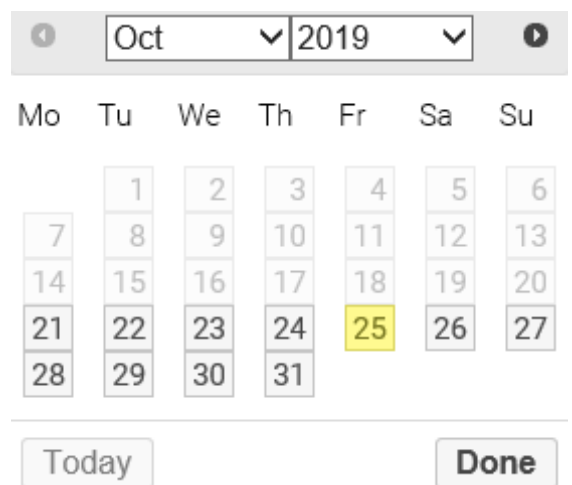 Oct 2019
Mo Tu We Th Fr Sa Su
1 2 3 4 5 6
7 8 9 10 11 12 13
14 15 16 17 18 19 20
21 22 23 24 25 26 27
28 29 30 31
Today Done